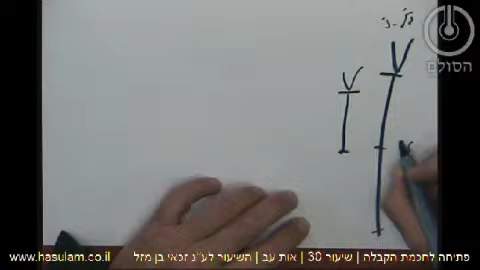 הסולם
פתיחה לחכמת הקבלה | שיעור 30 | אות עב | השיעור לע"נ זכאי בן מזל www.hasulam.co.il